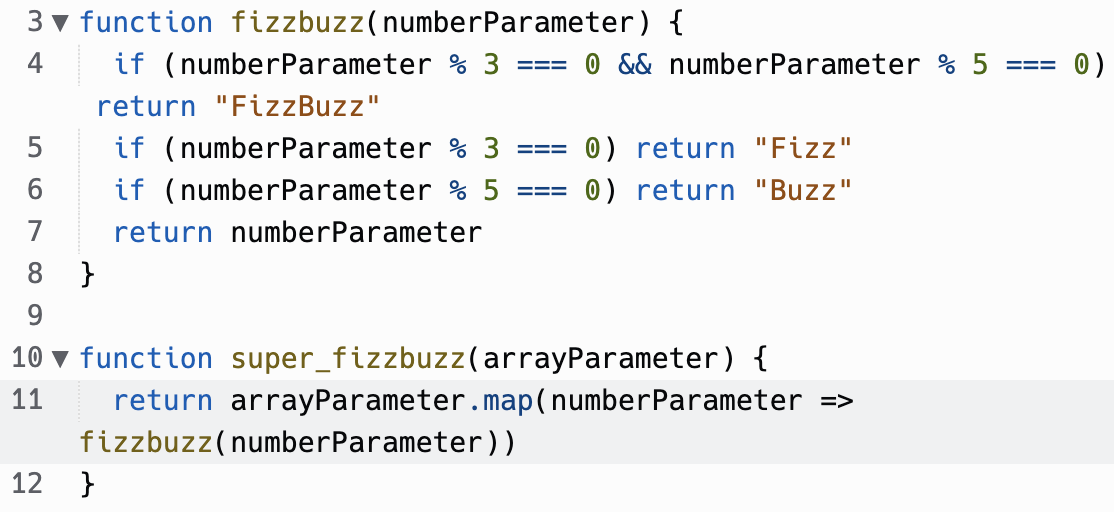 3 ▼ function fizzbuzz(numberParameter) {
4 if (numberParameter % 3 === 0 && numberParameter % 5 === 0)
return "FizzBuzz"
5 if (numberParameter % 3 === 0) return "Fizz"
6 if (numberParameter % 5 === 0) return "Buzz"
7 return numberParameter
8 }
9
10 ▼ function super_fizzbuzz(arrayParameter) {
11 return arrayParameter.map(numberParameter =>
fizzbuzz(numberParameter))
12 }